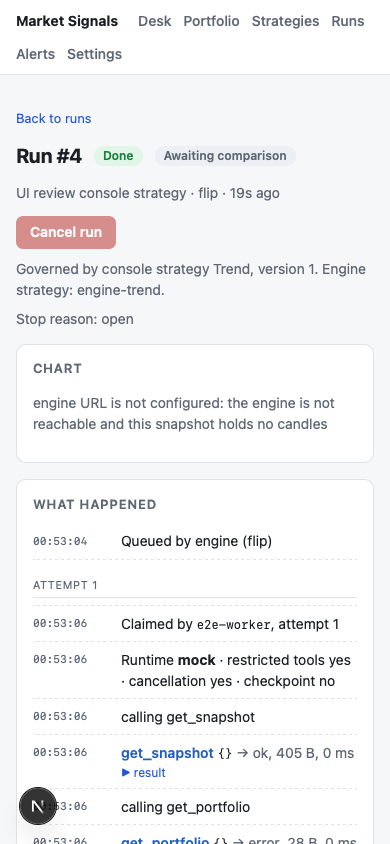 Market Signals Desk Portfolio Strategies Runs
Alerts Settings
Back to runs
Run #4 Done Awaiting comparison
UI review console strategy · flip · 19s ago
Cancel run
Governed by console strategy Trend, version 1. Engine
strategy: engine-trend.
Stop reason: open
CHART
engine URL is not configured: the engine is not
reachable and this snapshot holds no candles
WHAT HAPPENED
00:53:04 Queued by engine (flip)
ATTEMPT 1
00:53:06 Claimed by e2e-worker, attempt 1
00:53:06 Runtime mock · restricted tools yes
· cancellation yes · checkpoint no
00:53:06 calling get_snapshot
00:53:06 get_snapshot {} → ok, 405 B, 0 ms
▶ result
N 53:06 calling get_portfolio
00:53:06 get_portfolio {} → error, 28 B, 0 ms